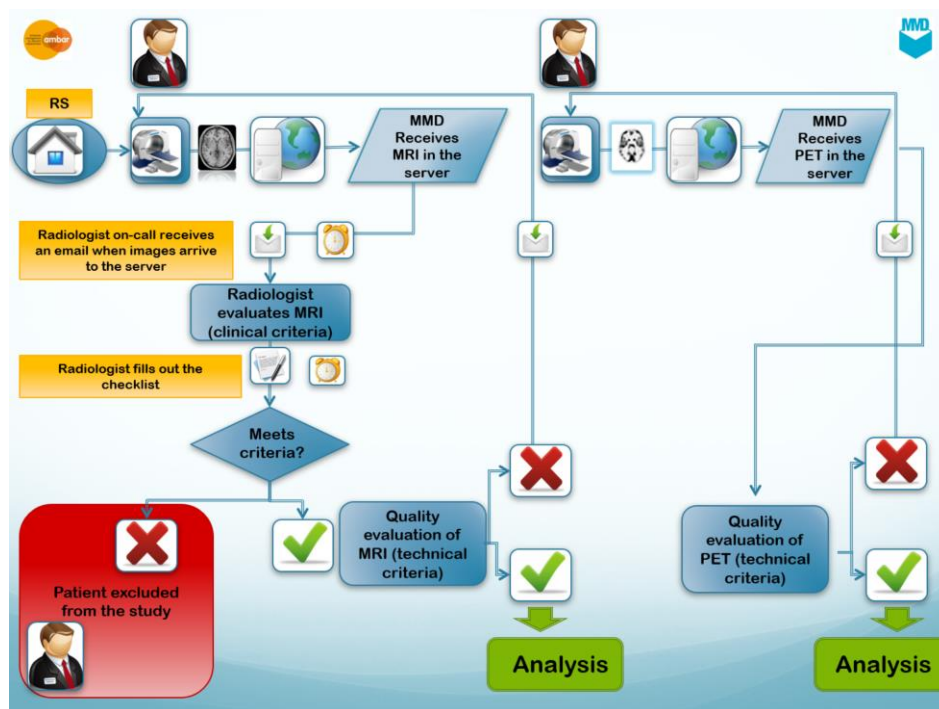 ambar
MMD
RS
MMD
Receives
MRI in the
server
MMD
Receives
PET in the
server
Radiologist on-call receives
an email when images arrive
to the server
Radiologist
evaluates MRI
(clinical criteria)
Radiologist fills out the
checklist
Meets
criteria?
Patient excluded
from the study
Quality
evaluation of
MRI (technical
criteria)
Analysis
Quality
evaluation of
PET (technical
criteria)
Analysis